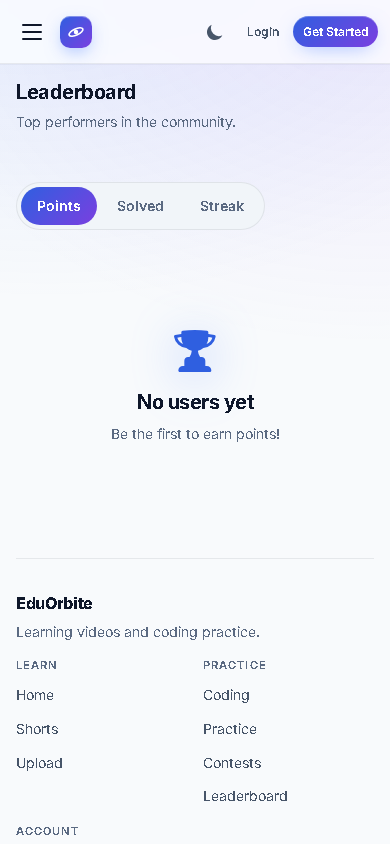 Login
Get Started
Leaderboard
Top performers in the community.
Points
Solved
Streak
No users yet
Be the first to earn points!
EduOrbite
Learning videos and coding practice.
LEARN
Home
Shorts
Upload
PRACTICE
Coding
Practice
Contests
Leaderboard
ACCOUNT